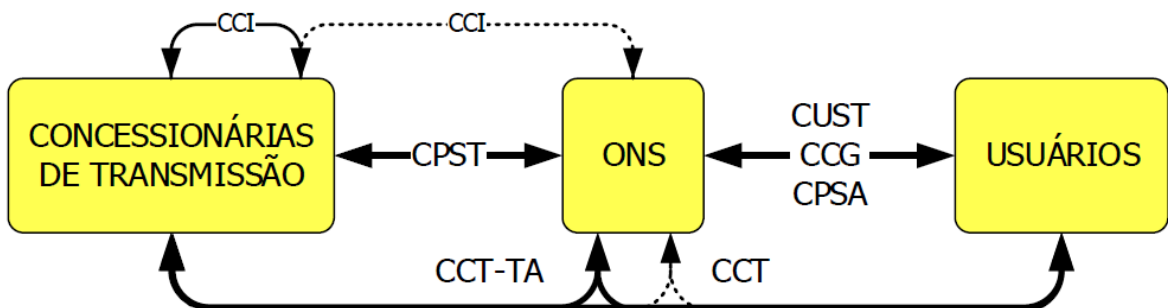 CCI
CCI
CONCESSIONÁRIAS
DE TRANSMISSÃO
CPST
ONS
CUST
CCG
CPSA
USUÁRIOS
CCT-TA
CCT